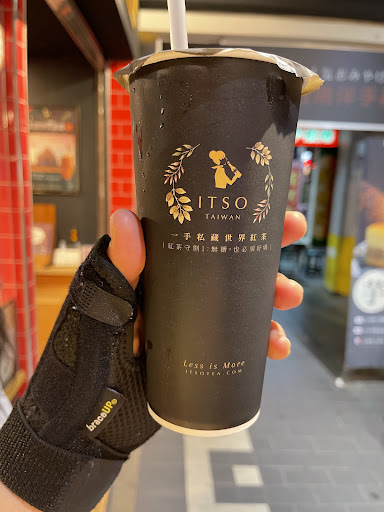 ITSO
TAIWAN
一手私藏世界紅茶
| 紅茶守則 | : 無糖，也必須好喝
Less is More
ITSOTEA.COM
braceUP